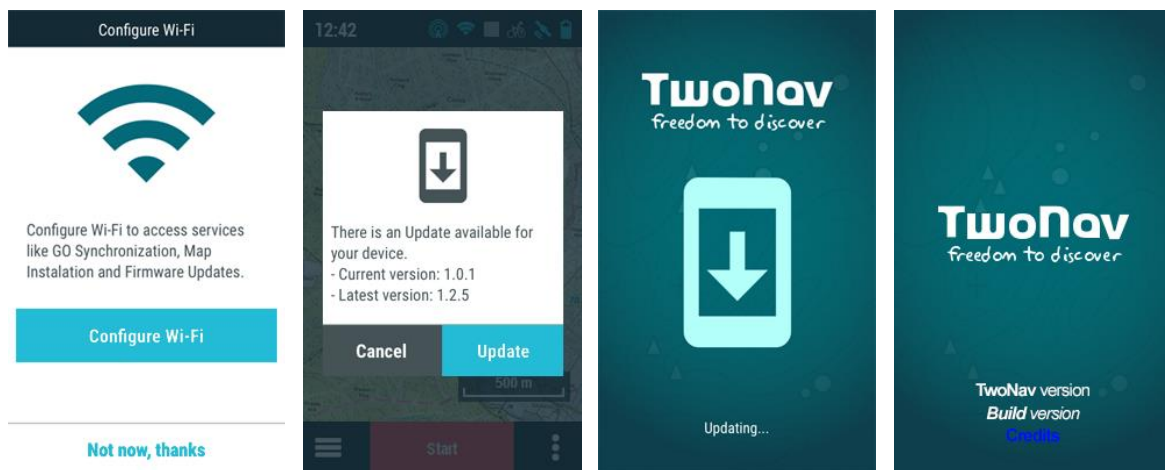 Configure Wi-Fi
Configure Wi-Fi to access services
like GO Synchronization, Map
Instalation and Firmware Updates.
Configure Wi-Fi
Not now, thanks
12:42
There is an Update available for
your device.
- Current version: 1.0.1
- Latest version: 1.2.5
Cancel
Update
500 m
Start
TwoNav
freedom to discover
Updating...
TwoNav
freedom to discover
TwoNav version
Build version
Credits